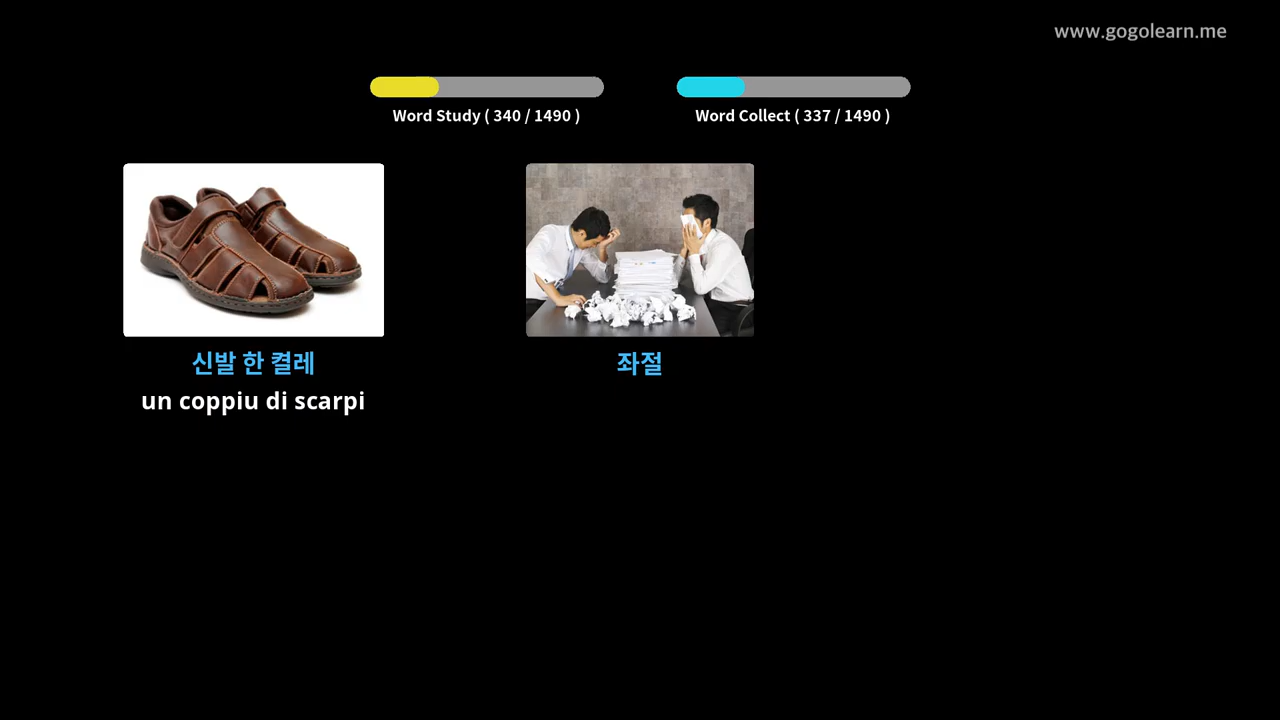 www.gogolearn.me
Word Study ( 340 / 1490 )
Word Collect ( 337 / 1490 )
신발 한 켤레
un coppiu di scarpi
좌절